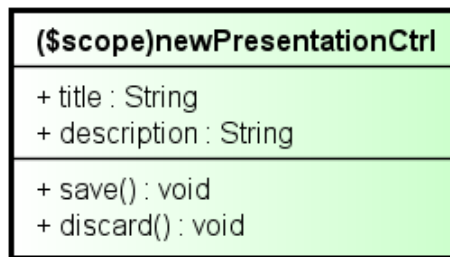 ($scope)newPresentationCtrl
+ title : String
+ description : String
+ save() : void
+ discard() : void